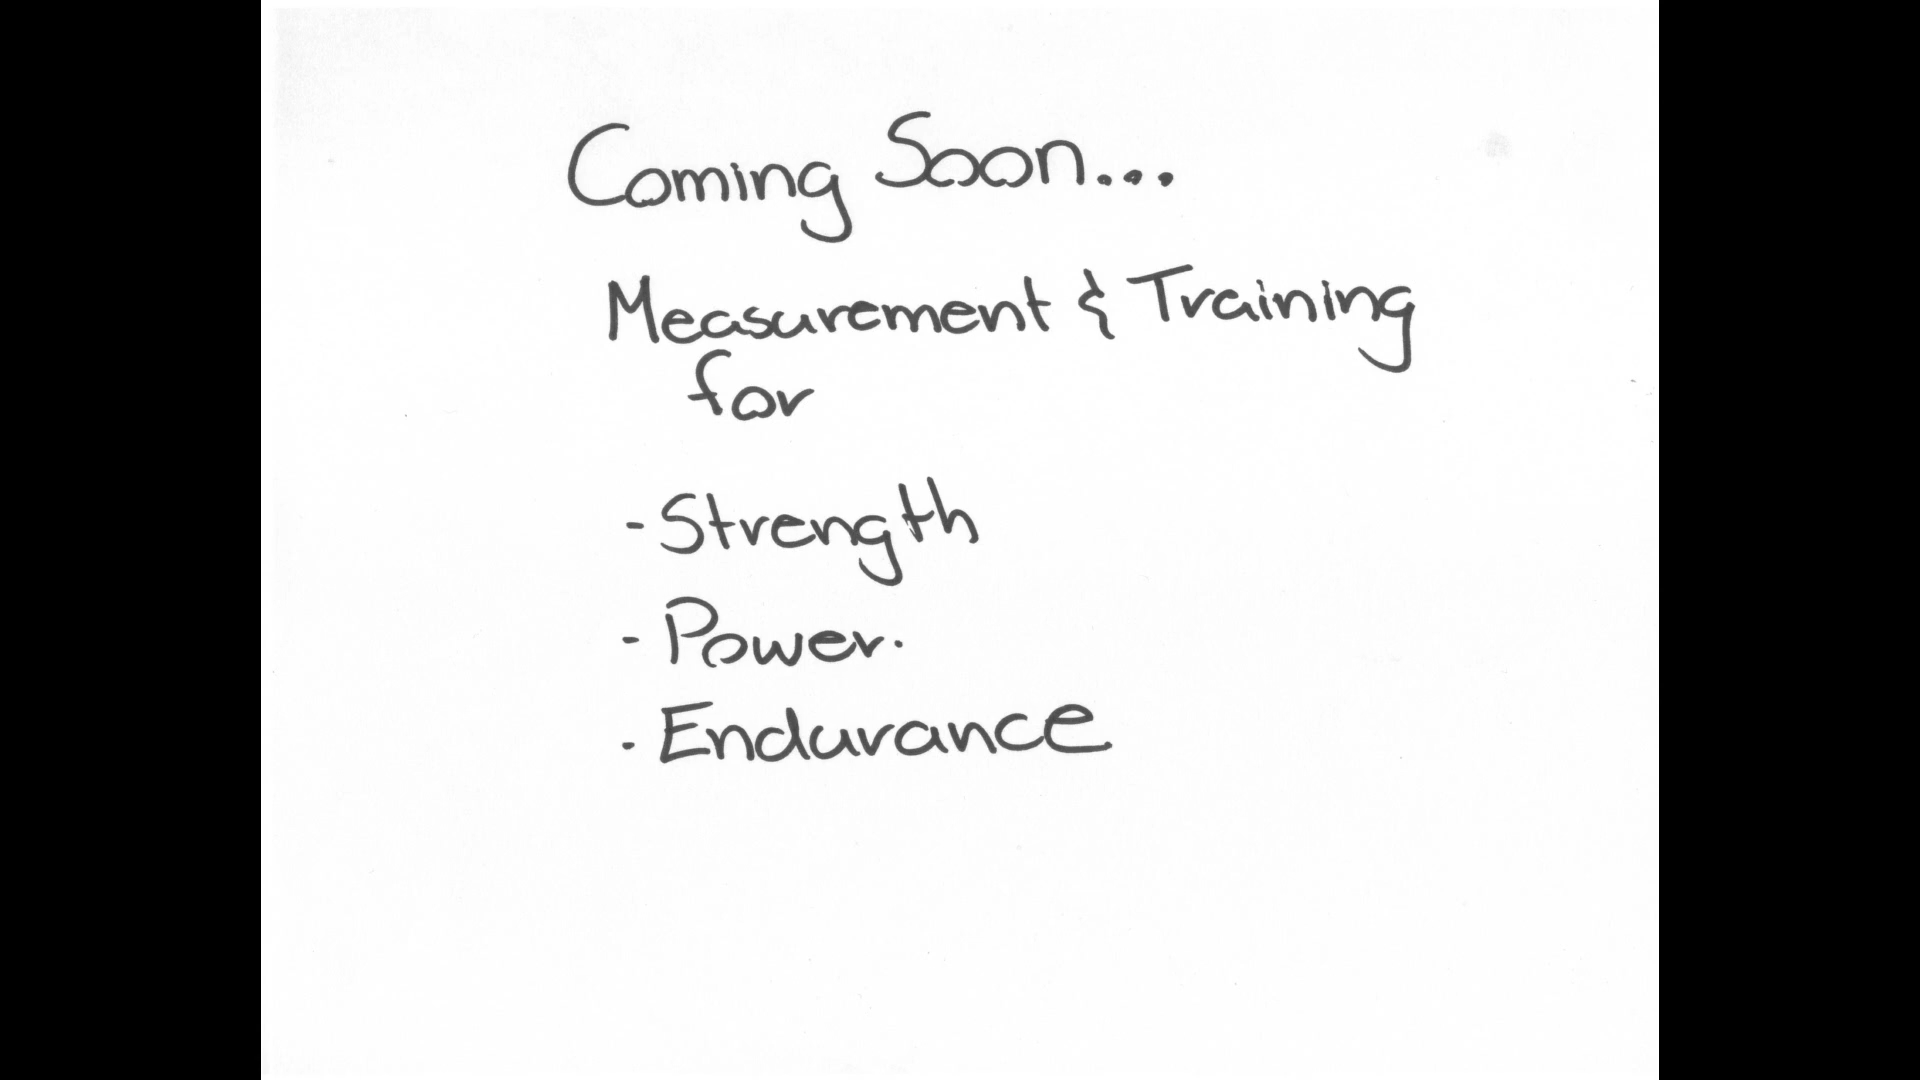 Coming Soon...
Measurement & Training
for
- Strength
- Power.
. Endurance